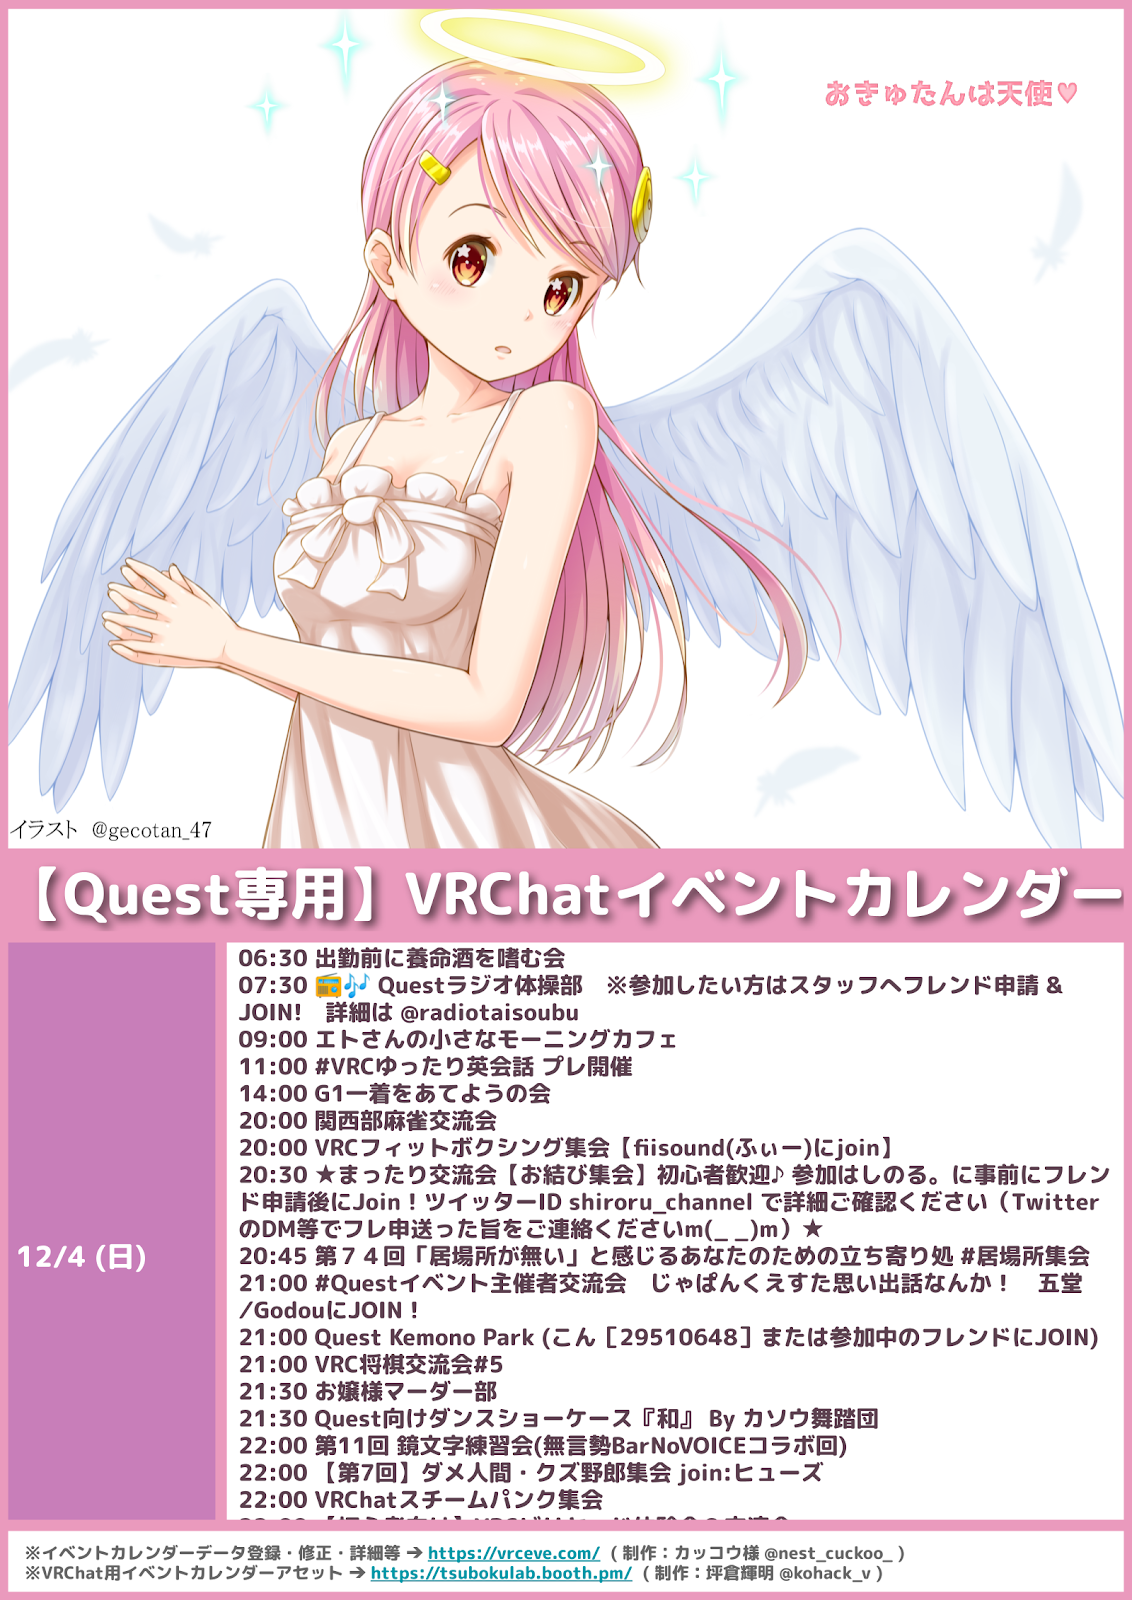 おきゅたんは天使♥
イラスト @gecotan_47
【Quest専用】VRChatイベントカレンダー
12/4 (日)
06:30 出勤前に養命酒を嗜む会
07:30 📻🎶 Questラジオ体操部　※参加したい方はスタッフへフレンド申請 &
JOIN!　詳細は @radiotaisoubu
09:00 エトさんの小さなモーニングカフェ
11:00 #VRCゆったり英会話 プレ開催
14:00 G1一着をあてようの会
20:00 関西部麻雀交流会
20:00 VRCフィットボクシング集会【fiisound(ふぃー)にjoin】
20:30 ★まったり交流会【お結び集会】初心者歓迎♪ 参加はしのる。に事前にフレン
ド申請後にJoin！ツイッターID shiroru_channel で詳細ご確認ください（Twitter
のDM等でフレ申送った旨をご連絡くださいm(_ _)m）★
20:45 第７４回「居場所が無い」と感じるあなたのための立ち寄り処 #居場所集会
21:00 #Questイベント主催者交流会　じゃぱんくえすた思い出話なんか！　五堂
/GodouにJOIN！
21:00 Quest Kemono Park (こん［29510648］または参加中のフレンドにJOIN)
21:00 VRC将棋交流会#5
21:30 お嬢様マーダー部
21:30 Quest向けダンスショーケース『和』 By カソウ舞踏団
22:00 第11回 鏡文字練習会(無言勢BarNoVOICEコラボ回)
22:00 【第7回】ダメ人間・クズ野郎集会 join:ヒューズ
22:00 VRChatスチームパンク集会
※イベントカレンダーデータ登録・修正・詳細等 ➔ https://vrceve.com/ （制作：カッコウ様 @nest_cuckoo_ ）
※VRChat用イベントカレンダーアセット ➔ https://tsubokulab.booth.pm/ （制作：坪倉輝明 @kohack_v ）